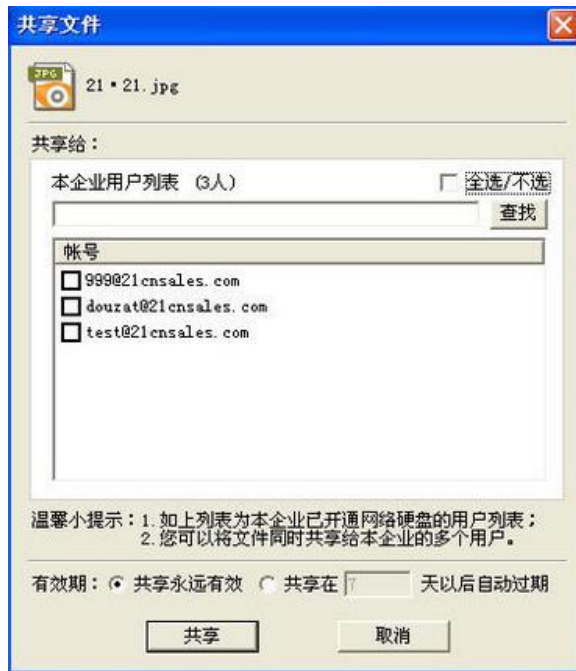 共享文件
JPG
21·21.jpg
共享给：
本企业用户列表 (3人) 全选/不选
查找
帐号
999@21cnsales.com
douzat@21cnsales.com
test@21cnsales.com
温馨小提示：1. 如上列表为本企业已开通网络硬盘的用户列表；
2. 您可以将文件同时共享给本企业的多个用户。
有效期： 共享永远有效 共享在 7 天以后自动过期
共享 取消